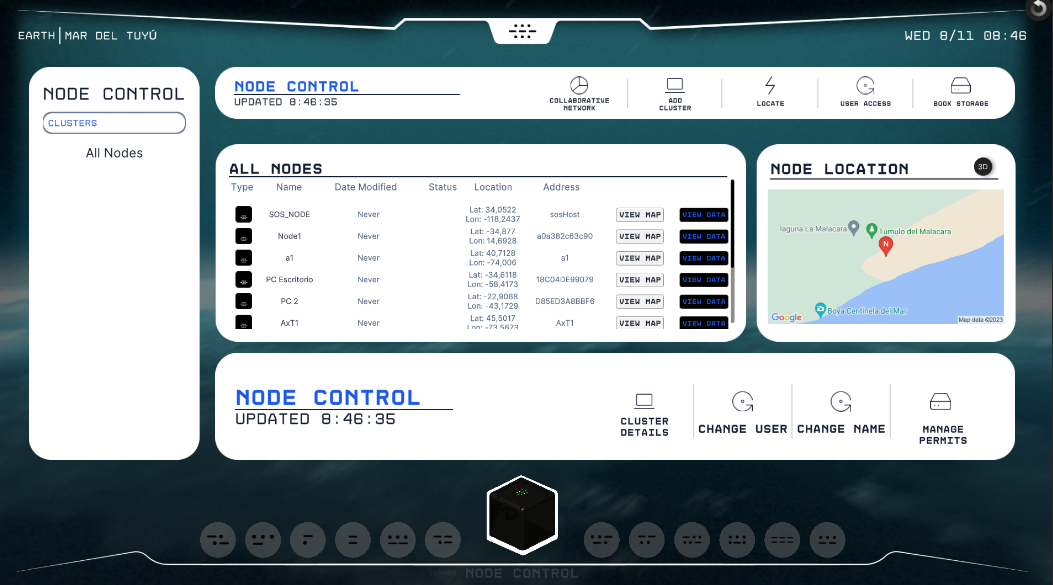 EARTH|MAR DEL TUYÚ
WED 8/11 08:46
NODE CONTROL
CLUSTERS
All Nodes
NODE CONTROL
UPDATED 8:46:35
COLLABORATIVE
NETWORK
ADD
CLUSTER
LOCATE
USER ACCESS
BOOK STORAGE
ALL NODES
Type Name Date Modified Status Location Address
SOS_NODE Never Lat: 34,0522 Lon: -118,2437 sosHost VIEW MAP VIEW DATA
Node1 Never Lat: -34,877 Lon: 14,6928 a0a382c63c90 VIEW MAP VIEW DATA
a1 Never Lat: 40,7128 Lon: -74,006 a1 VIEW MAP VIEW DATA
PC Escritorio Never Lat: -34,6118 Lon: -58,4173 18C04DE99079 VIEW MAP VIEW DATA
PC 2 Never Lat: -22,9068 Lon: -43,1729 D85ED3A8BBF6 VIEW MAP VIEW DATA
AxT1 Never Lat: 45,5017 Lon: -73,5673 AxT1 VIEW MAP VIEW DATA
NODE LOCATION
3D
laguna La Malacara
Túmulo del Malacara
N
Boya Centinela del Mar
Google
Map data ©2023
NODE CONTROL
UPDATED 8:46:35
CLUSTER
DETAILS
CHANGE USER
CHANGE NAME
MANAGE
PERMITS
NODE CONTROL